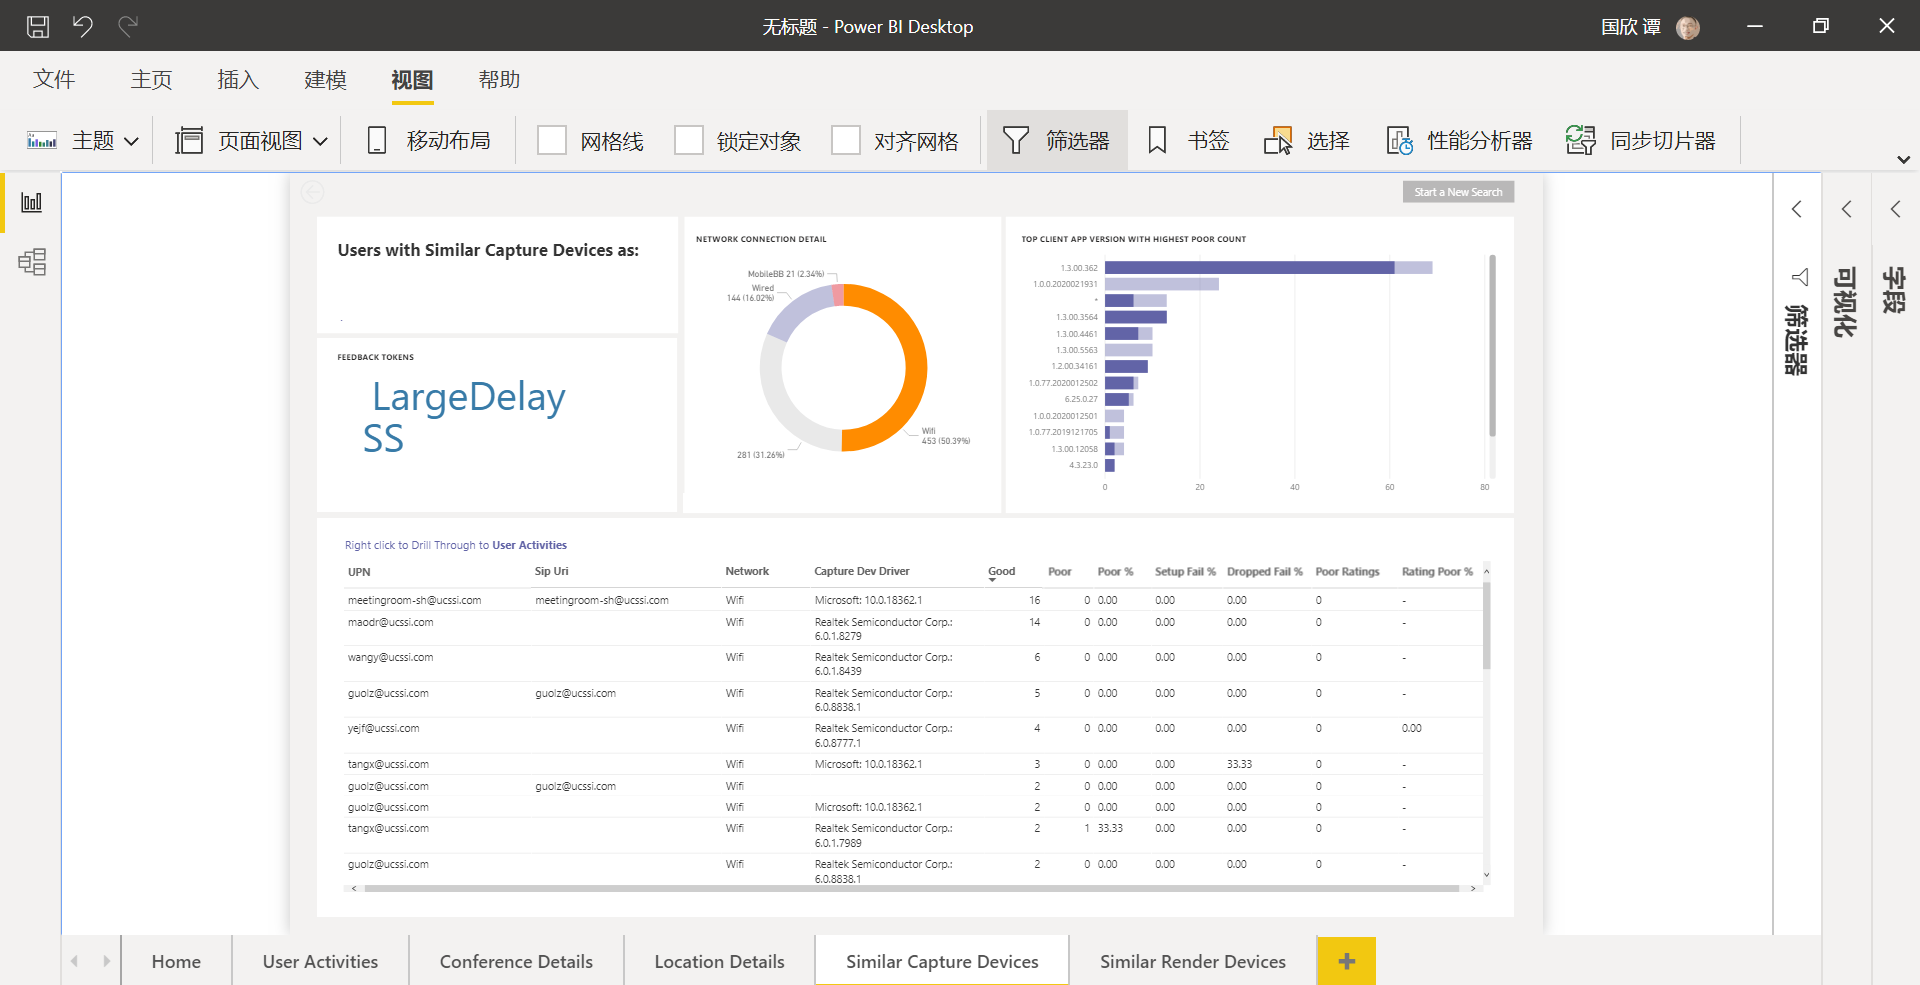 无标题 - Power BI Desktop
国欣 谭
文件 主页 插入 建模 视图 帮助
主题 页面视图 移动布局 网格线 锁定对象 对齐网格 筛选器 书签 选择 性能分析器 同步切片器
Start a New Search
Users with Similar Capture Devices as:
.
FEEDBACK TOKENS
LargeDelay
SS
NETWORK CONNECTION DETAIL
MobileBB 21 (2.34%)
Wired
144 (16.02%)
Wifi
453 (50.39%)
281 (31.26%)
TOP CLIENT APP VERSION WITH HIGHEST POOR COUNT
1.3.00.362
1.0.0.2020021931
*
1.3.00.3564
1.3.00.4461
1.3.00.5563
1.2.00.34161
1.0.77.2020012502
6.25.0.27
1.0.0.2020012501
1.0.77.2019121705
1.3.00.12058
4.3.23.0
0 20 40 60 80
Right click to Drill Through to User Activities
UPN Sip Uri Network Capture Dev Driver Good Poor Poor % Setup Fail % Dropped Fail % Poor Ratings Rating Poor %
meetingroom-sh@ucssi.com meetingroom-sh@ucssi.com Wifi Microsoft: 10.0.18362.1 16 0 0.00 0.00 0.00 0 -
maodr@ucssi.com Wifi Realtek Semiconductor Corp.: 14 0 0.00 0.00 0.00 0 -
6.0.1.8279
wangy@ucssi.com Wifi Realtek Semiconductor Corp.: 6 0 0.00 0.00 0.00 0 -
6.0.1.8439
guolz@ucssi.com guolz@ucssi.com Wifi Realtek Semiconductor Corp.: 5 0 0.00 0.00 0.00 0 -
6.0.8838.1
yejf@ucssi.com Wifi Realtek Semiconductor Corp.: 4 0 0.00 0.00 0.00 0 0.00
6.0.8777.1
tangx@ucssi.com Wifi Microsoft: 10.0.18362.1 3 0 0.00 0.00 33.33 0 -
guolz@ucssi.com guolz@ucssi.com Wifi 2 0 0.00 0.00 0.00 0 -
guolz@ucssi.com Wifi Microsoft: 10.0.18362.1 2 0 0.00 0.00 0.00 0 -
tangx@ucssi.com Wifi Realtek Semiconductor Corp.: 2 1 33.33 0.00 0.00 0 -
6.0.1.7989
guolz@ucssi.com Wifi Realtek Semiconductor Corp.: 2 0 0.00 0.00 0.00 0 -
6.0.8838.1
筛选器
可视化
字段
Home User Activities Conference Details Location Details Similar Capture Devices Similar Render Devices